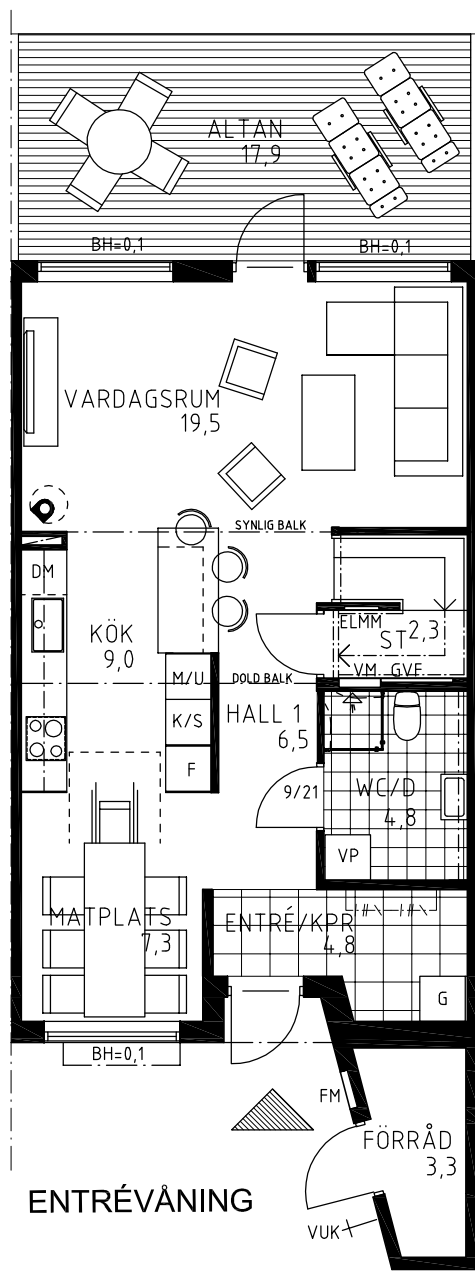 ALTAN
17,9
BH=0,1
BH=0,1
VARDAGSRUM
19,5
SYNLIG BALK
DM
ELMM
ST 2,3
KÖK
9,0
M/U
DOLD BALK
VM GVF
K/S
HALL 1
6,5
F
9/21
WC/D
4,8
VP
MATPLATS
7,3
ENTRÉ/KPR
4,8
G
BH=0,1
FM
FÖRRÅD
3,3
ENTRÉVÅNING
VUK